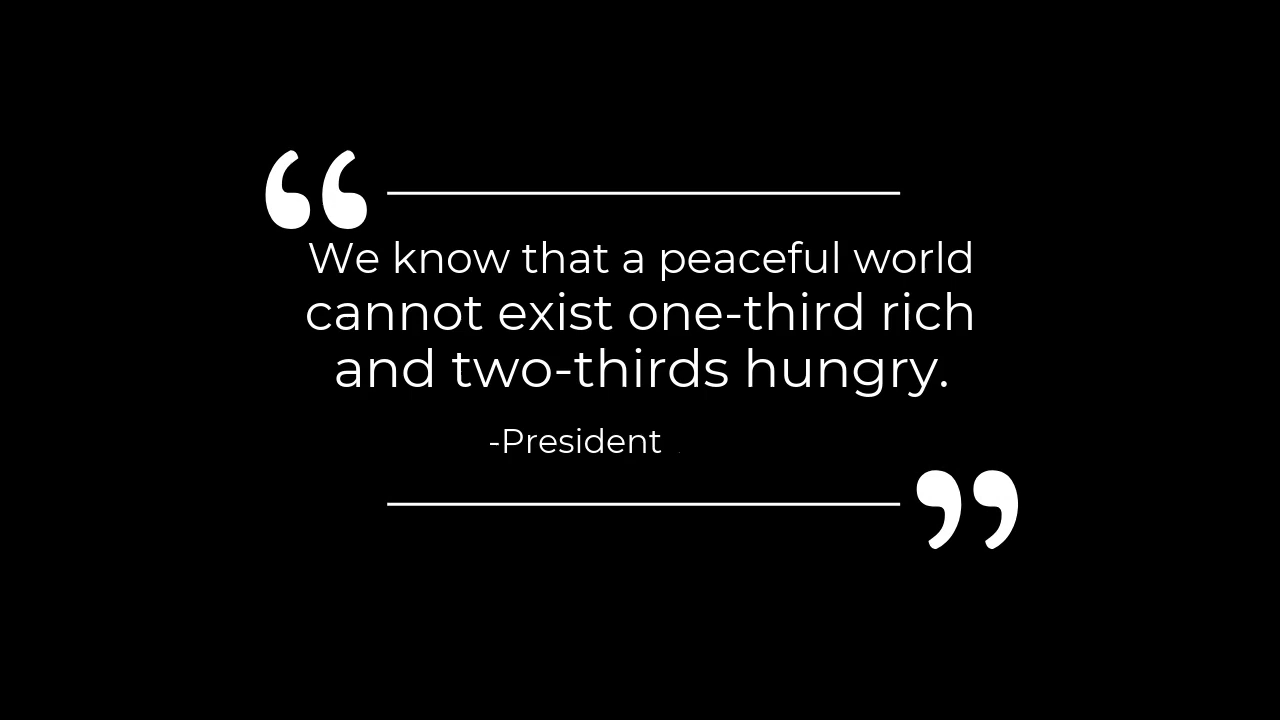 We know that a peaceful world
cannot exist one-third rich
and two-thirds hungry.
-President